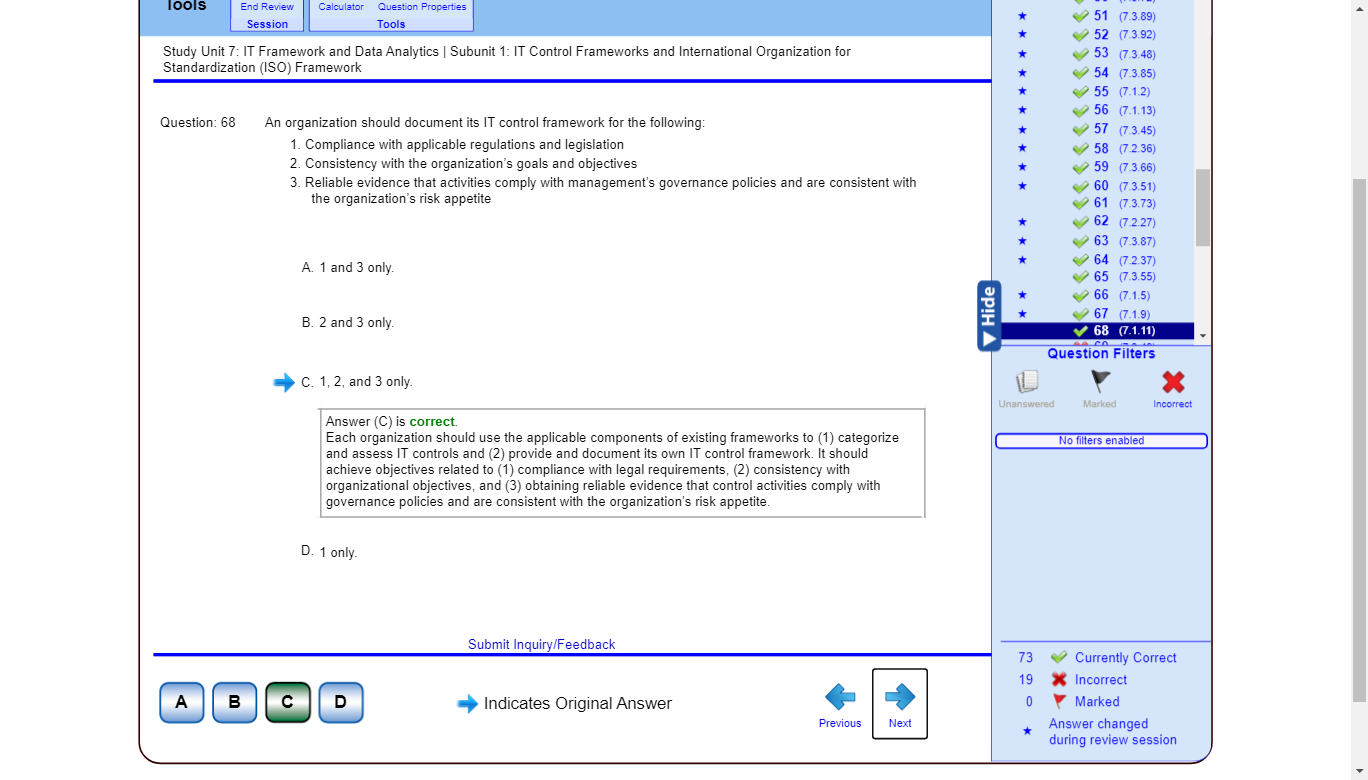 Tools
End Review
Session
Calculator Question Properties
Tools
Study Unit 7: IT Framework and Data Analytics | Subunit 1: IT Control Frameworks and International Organization for
Standardization (ISO) Framework
Question: 68 An organization should document its IT control framework for the following:
1. Compliance with applicable regulations and legislation
2. Consistency with the organization's goals and objectives
3. Reliable evidence that activities comply with management's governance policies and are consistent with
the organization's risk appetite
A. 1 and 3 only.
B. 2 and 3 only.
C. 1, 2, and 3 only.
Answer (C) is correct.
Each organization should use the applicable components of existing frameworks to (1) categorize
and assess IT controls and (2) provide and document its own IT control framework. It should
achieve objectives related to (1) compliance with legal requirements, (2) consistency with
organizational objectives, and (3) obtaining reliable evidence that control activities comply with
governance policies and are consistent with the organization's risk appetite.
D. 1 only.
Submit Inquiry/Feedback
A B C D
Indicates Original Answer
Previous
Next
51 (7.3.89)
52 (7.3.92)
53 (7.3.48)
54 (7.3.85)
55 (7.1.2)
56 (7.1.13)
57 (7.3.45)
58 (7.2.36)
59 (7.3.66)
60 (7.3.51)
61 (7.3.73)
62 (7.2.27)
63 (7.3.87)
64 (7.2.37)
65 (7.3.55)
66 (7.1.5)
67 (7.1.9)
68 (7.1.11)
Hide
Question Filters
Unanswered
Marked
Incorrect
No filters enabled
73 Currently Correct
19 Incorrect
0 Marked
Answer changed
during review session